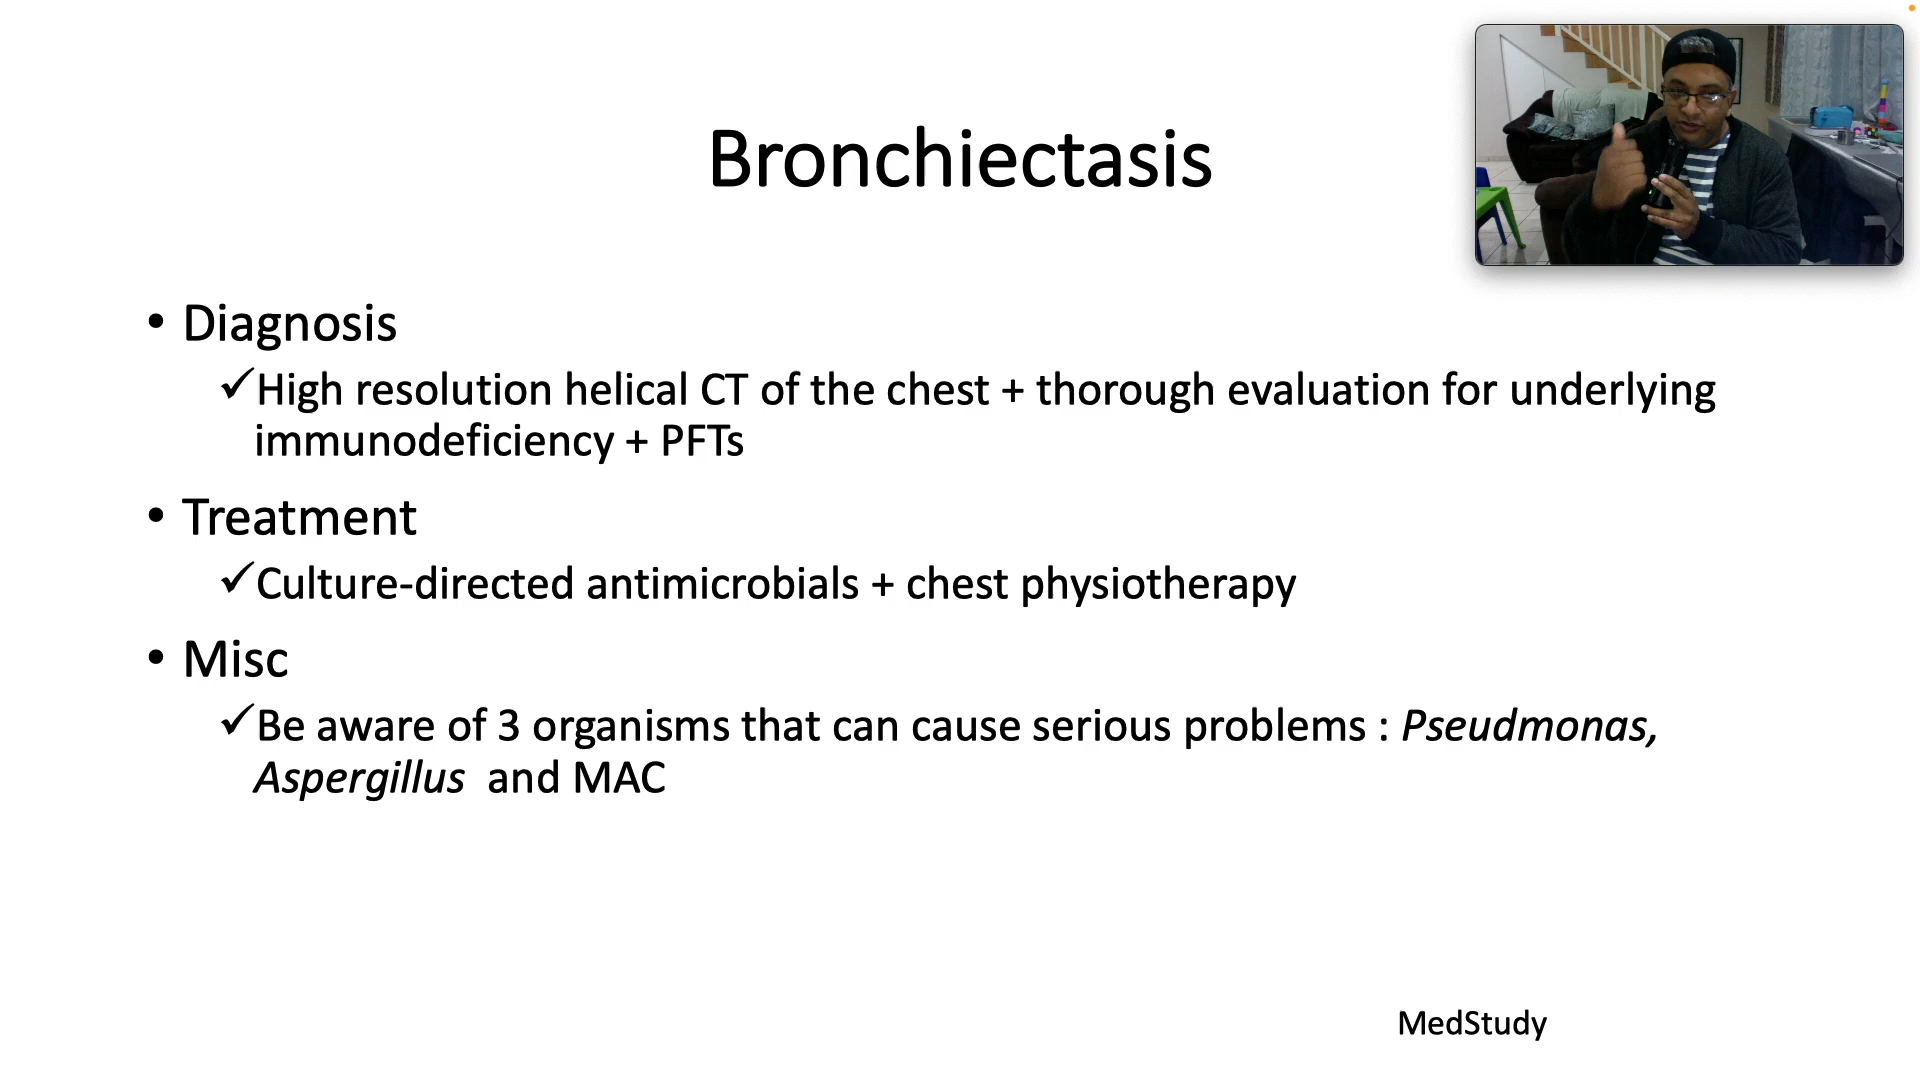 Bronchiectasis
• Diagnosis
✓High resolution helical CT of the chest + thorough evaluation for underlying
immunodeficiency + PFTs
• Treatment
✓Culture-directed antimicrobials + chest physiotherapy
• Misc
✓Be aware of 3 organisms that can cause serious problems : Pseudmonas,
Aspergillus and MAC
MedStudy